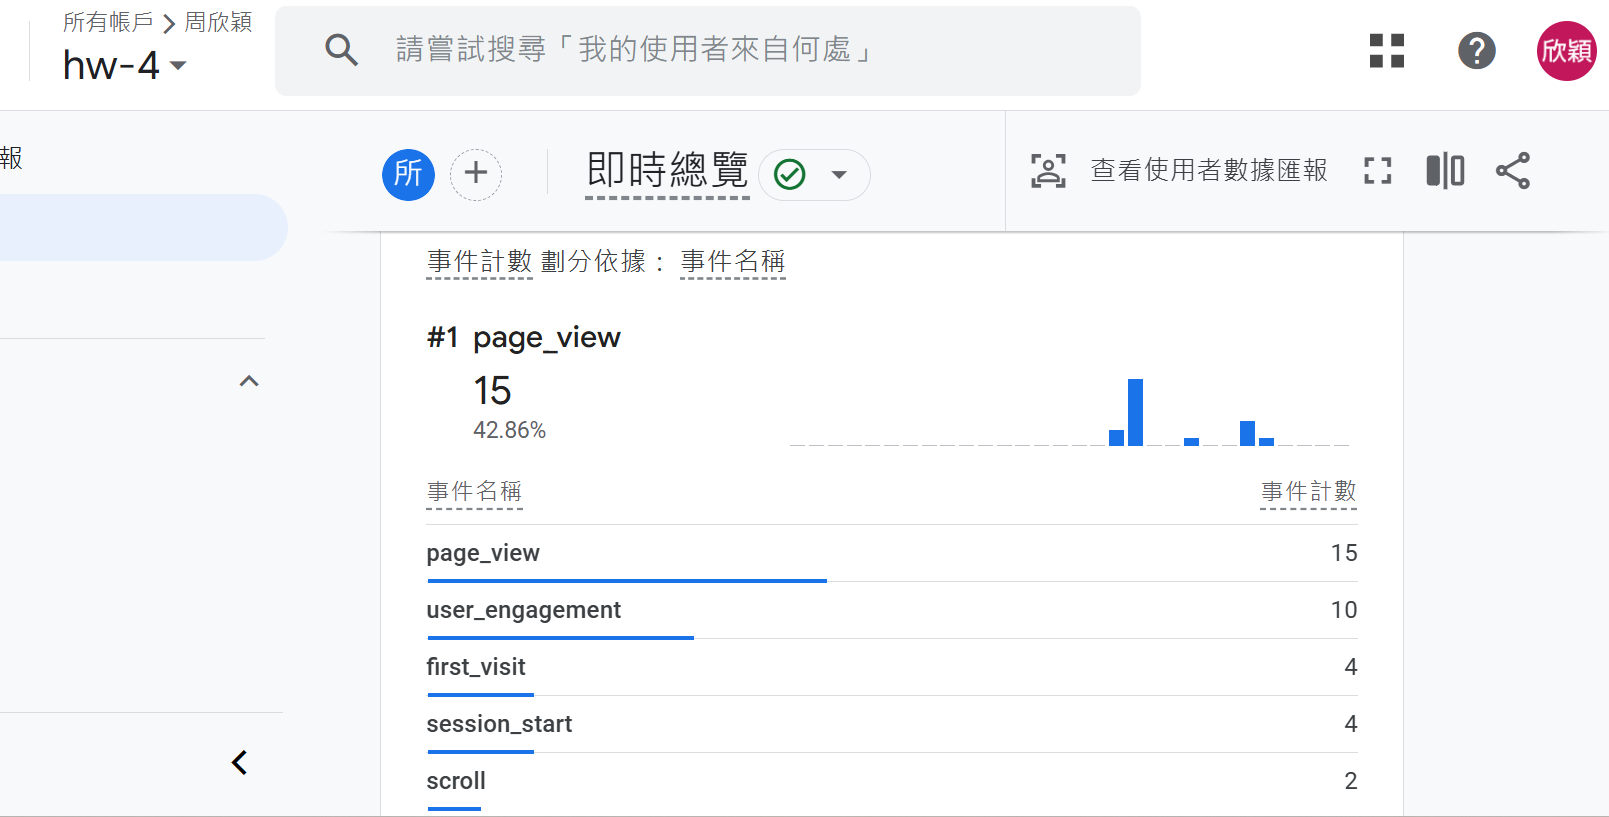 所有帳戶 > 周欣穎
hw-4
請嘗試搜尋「我的使用者來自何處」
?
欣穎
報
所
+
即時總覽
查看使用者數據匯報
事件計數 劃分依據： 事件名稱
#1 page_view
15
42.86%
事件名稱 事件計數
page_view 15
user_engagement 10
first_visit 4
session_start 4
scroll 2